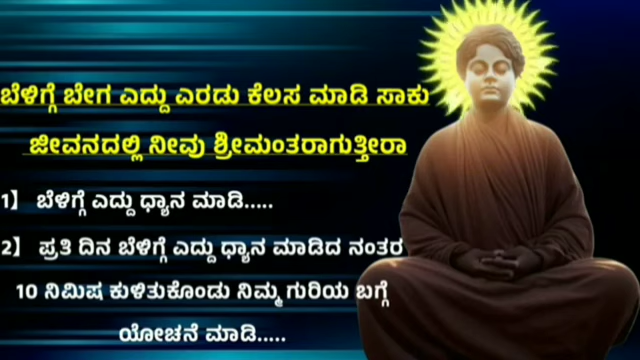 ಬೆಳಿಗ್ಗೆ ಬೇಗ ಎದ್ದು ಎರಡು ಕೆಲಸ ಮಾಡಿ ಸಾಕು
ಜೀವನದಲ್ಲಿ ನೀವು ಶ್ರೀಮಂತರಾಗುತ್ತೀರಾ
1】 ಬೆಳಿಗ್ಗೆ ಎದ್ದು ಧ್ಯಾನ ಮಾಡಿ.....
2】 ಪ್ರತಿ ದಿನ ಬೆಳಿಗ್ಗೆ ಎದ್ದು ಧ್ಯಾನ ಮಾಡಿದ ನಂತರ
10 ನಿಮಿಷ ಕುಳಿತುಕೊಂಡು ನಿಮ್ಮ ಗುರಿಯ ಬಗ್ಗೆ
ಯೋಚನೆ ಮಾಡಿ.....